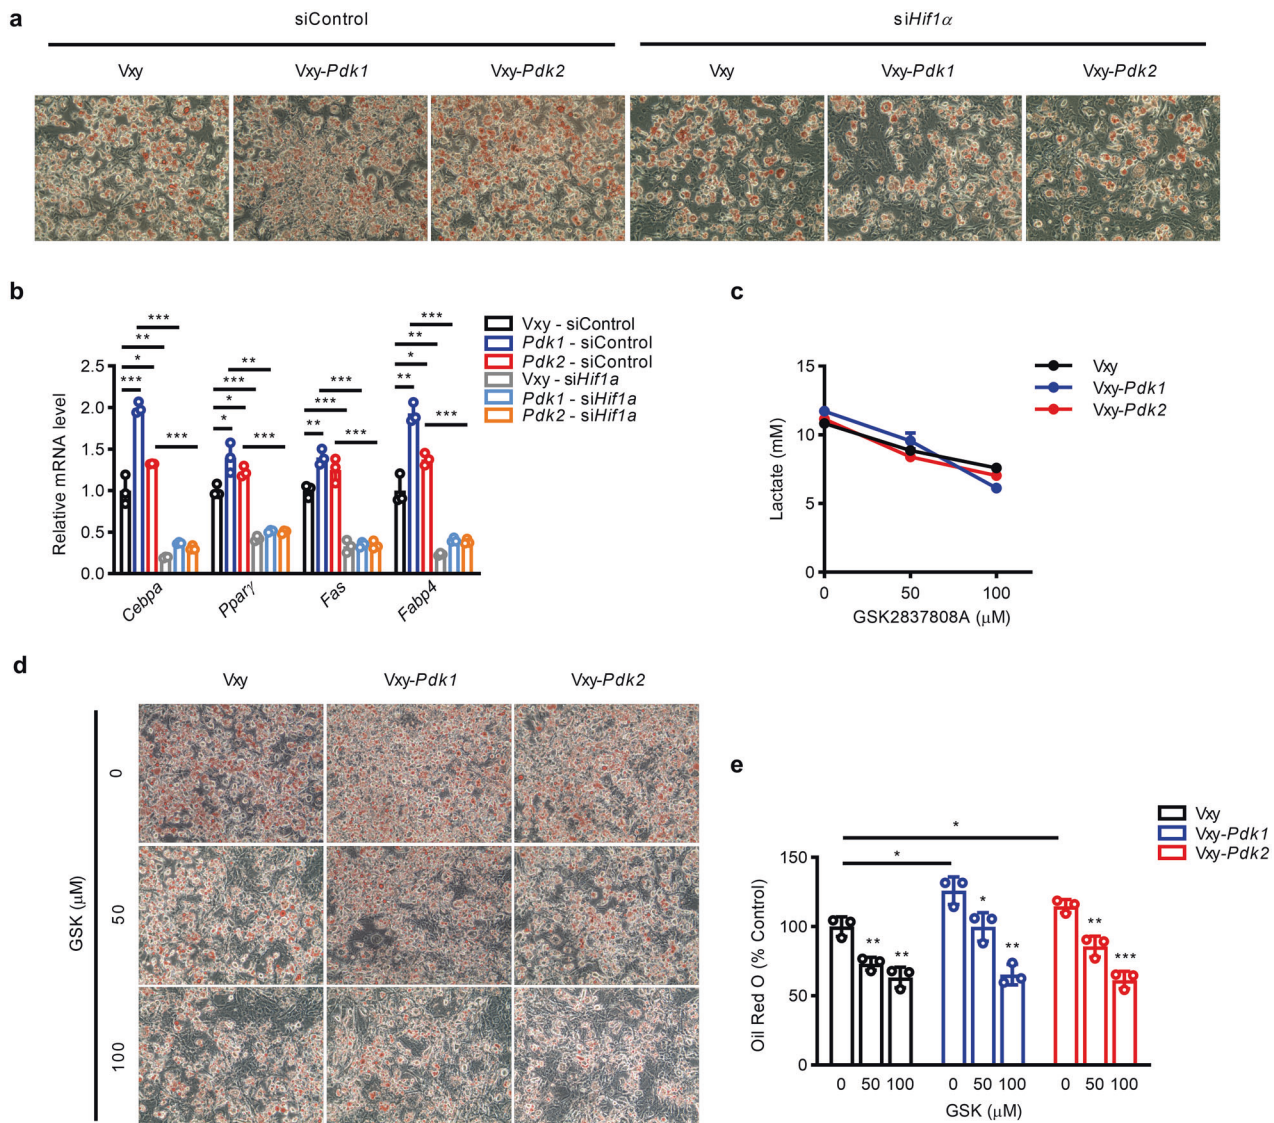 a
siControl
siHif1α
Vxy
Vxy-Pdk1
Vxy-Pdk2
Vxy
Vxy-Pdk1
Vxy-Pdk2
b
Relative mRNA level
2.5
2.0
1.5
1.0
0.5
0.0
***
*
**
***
*
*
***
**
**
***
***
**
*
**
***
***
***
***
***
Cebpa
Pparγ
Fas
Fabp4
Vxy - siControl
Pdk1 - siControl
Pdk2 - siControl
Vxy - siHif1a
Pdk1 - siHif1a
Pdk2 - siHif1a
c
Lactate (mM)
15
10
5
0
0
50
100
GSK2837808A (μM)
Vxy
Vxy-Pdk1
Vxy-Pdk2
d
Vxy
Vxy-Pdk1
Vxy-Pdk2
GSK (μM)
0
50
100
e
Oil Red O (% Control)
150
100
50
0
*
*
**
**
*
**
**
***
0 50 100
0 50 100
0 50 100
GSK (μM)
Vxy
Vxy-Pdk1
Vxy-Pdk2